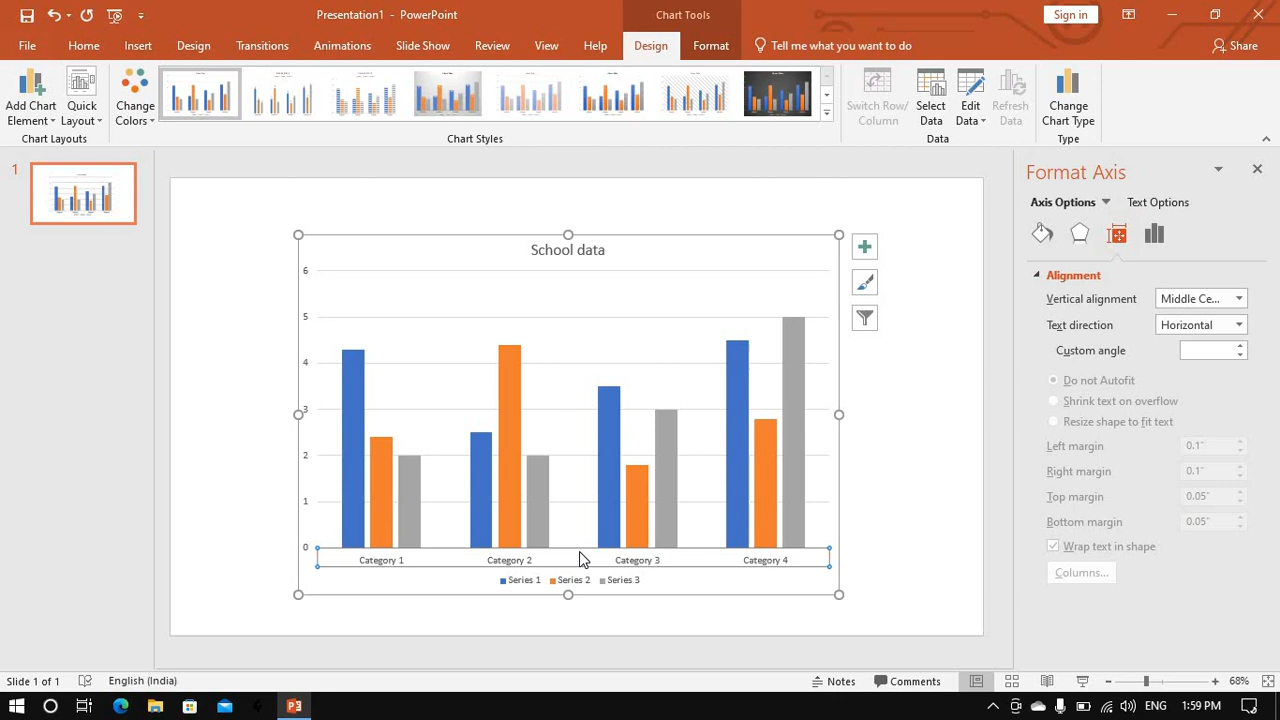 Presentation1 - PowerPoint
Chart Tools
Sign in
File
Home
Insert
Design
Transitions
Animations
Slide Show
Review
View
Help
Design
Format
Tell me what you want to do
Share
Add Chart Element
Quick Layout
Change Colors
Switch Row/ Column
Select Data
Edit Data
Refresh Data
Change Chart Type
Chart Layouts
Chart Styles
Data
Type
1
School data
6
5
4
3
2
1
0
Category 1
Category 2
Category 3
Category 4
Series 1
Series 2
Series 3
Format Axis
Axis Options
Text Options
Alignment
Vertical alignment
Middle Ce...
Text direction
Horizontal
Custom angle
Do not Autofit
Shrink text on overflow
Resize shape to fit text
Left margin
0.1"
Right margin
0.1"
Top margin
0.05"
Bottom margin
0.05"
Wrap text in shape
Columns...
Slide 1 of 1
English (India)
Notes
Comments
68%
ENG
1:59 PM